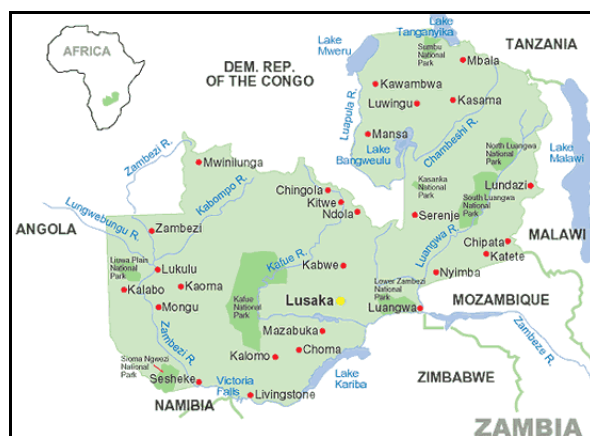 AFRICA
Lake
Tanganyika
TANZANIA
Lake
Mweru
Sumbu
National
Park
Mbala
DEM. REP.
OF THE CONGO
Kawambwa
Luwingu
Kasama
Luapula R.
Mansa
Lake
Bangweulu
Chambeshi R.
North Luangwa
National
Park
Lake
Malawi
Zambezi R.
Mwinilunga
Kabompo R.
Chingola
Kitwe
Ndola
Kasanka
National
Park
South Luangwa
National
Park
Lundazi
Serenje
Lungwebungu R.
ANGOLA
Zambezi
MALAWI
Luangwa R.
Chipata
Katete
Liuwa Plain
National
Park
Lukulu
Kafue R.
Kabwe
Nyimba
Kalabo
Kaoma
Kafue
National
Park
Lusaka
Lower Zambezi
National
Park
Luangwa
MOZAMBIQUE
Mongu
Zambezi R.
Mazabuka
Choma
Kalomo
Zambeze R.
Sioma Ngwezi
National
Park
Sesheke
Victoria
Falls
Lake
Kariba
ZIMBABWE
NAMIBIA
Livingstone
ZAMBIA